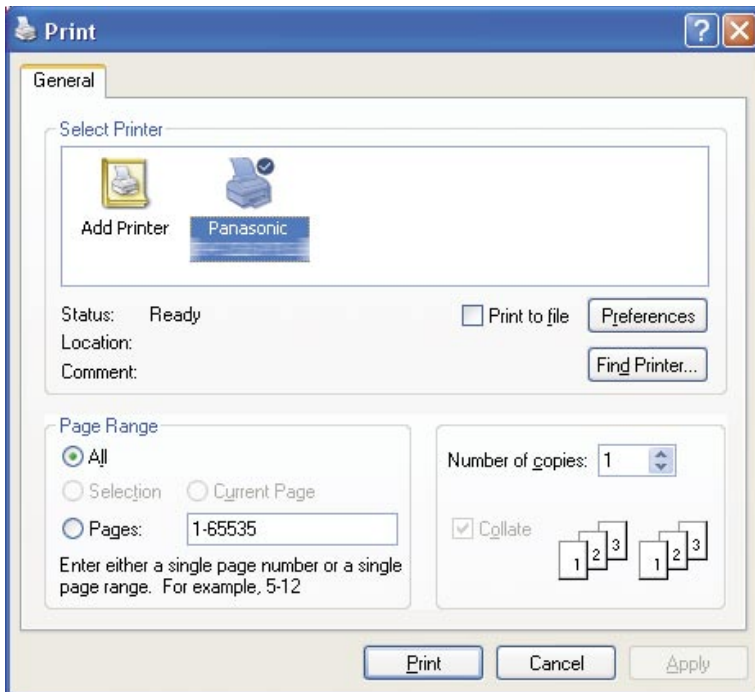 Print
General
Select Printer
Add Printer
Panasonic
Status: Ready
Location:
Comment:
Print to file
Preferences
Find Printer...
Page Range
All
Selection
Current Page
Pages: 1-65535
Enter either a single page number or a single
page range. For example, 5-12
Number of copies: 1
Collate
1 2 3 1 2 3
Print
Cancel
Apply